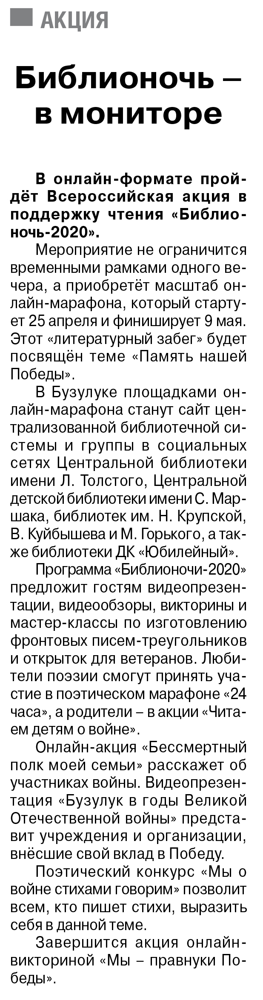 АКЦИЯ
Библионочь –
в мониторе
В онлайн-формате прой-
дёт Всероссийская акция в
поддержку чтения «Библио-
ночь-2020».
Мероприятие не ограничится
временными рамками одного ве-
чера, а приобретёт масштаб он-
лайн-марафона, который старту-
ет 25 апреля и финиширует 9 мая.
Этот «литературный забег» будет
посвящён теме «Память нашей
Победы».
В Бузулуке площадками он-
лайн-марафона станут сайт цен-
трализованной библиотечной си-
стемы и группы в социальных
сетях Центральной библиотеки
имени Л. Толстого, Центральной
детской библиотеки имени С. Мар-
шака, библиотек им. Н. Крупской,
В. Куйбышева и М. Горького, а так-
же библиотеки ДК «Юбилейный».
Программа «Библионочи-2020»
предложит гостям видеопрезен-
тации, видеообзоры, викторины и
мастер-классы по изготовлению
фронтовых писем-треугольников
и открыток для ветеранов. Люби-
тели поэзии смогут принять уча-
стие в поэтическом марафоне «24
часа», а родители – в акции «Чита-
ем детям о войне».
Онлайн-акция «Бессмертный
полк моей семьи» расскажет об
участниках войны. Видеопрезен-
тация «Бузулук в годы Великой
Отечественной войны» предста-
вит учреждения и организации,
внёсшие свой вклад в Победу.
Поэтический конкурс «Мы о
войне стихами говорим» позволит
всем, кто пишет стихи, выразить
себя в данной теме.
Завершится акция онлайн-
викториной «Мы – правнуки По-
беды».